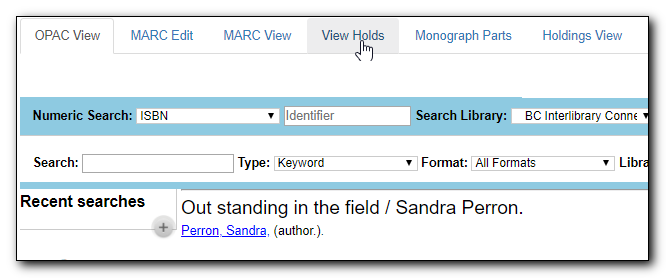 OPAC View MARC Edit MARC View View Holds Monograph Parts Holdings View
Numeric Search: ISBN Identifier Search Library: BC Interlibrary Conne
Search: Type: Keyword Format: All Formats Libra
Recent searches
Out standing in the field / Sandra Perron.
Perron, Sandra, (author.).